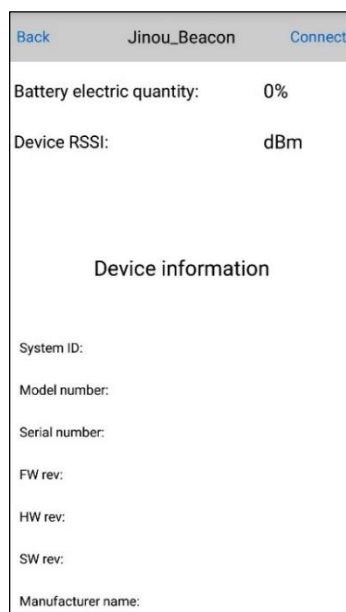 Back Jinou_Beacon Connect
Battery electric quantity: 0%
Device RSSI: dBm
Device information
System ID:
Model number:
Serial number:
FW rev:
HW rev:
SW rev:
Manufacturer name: